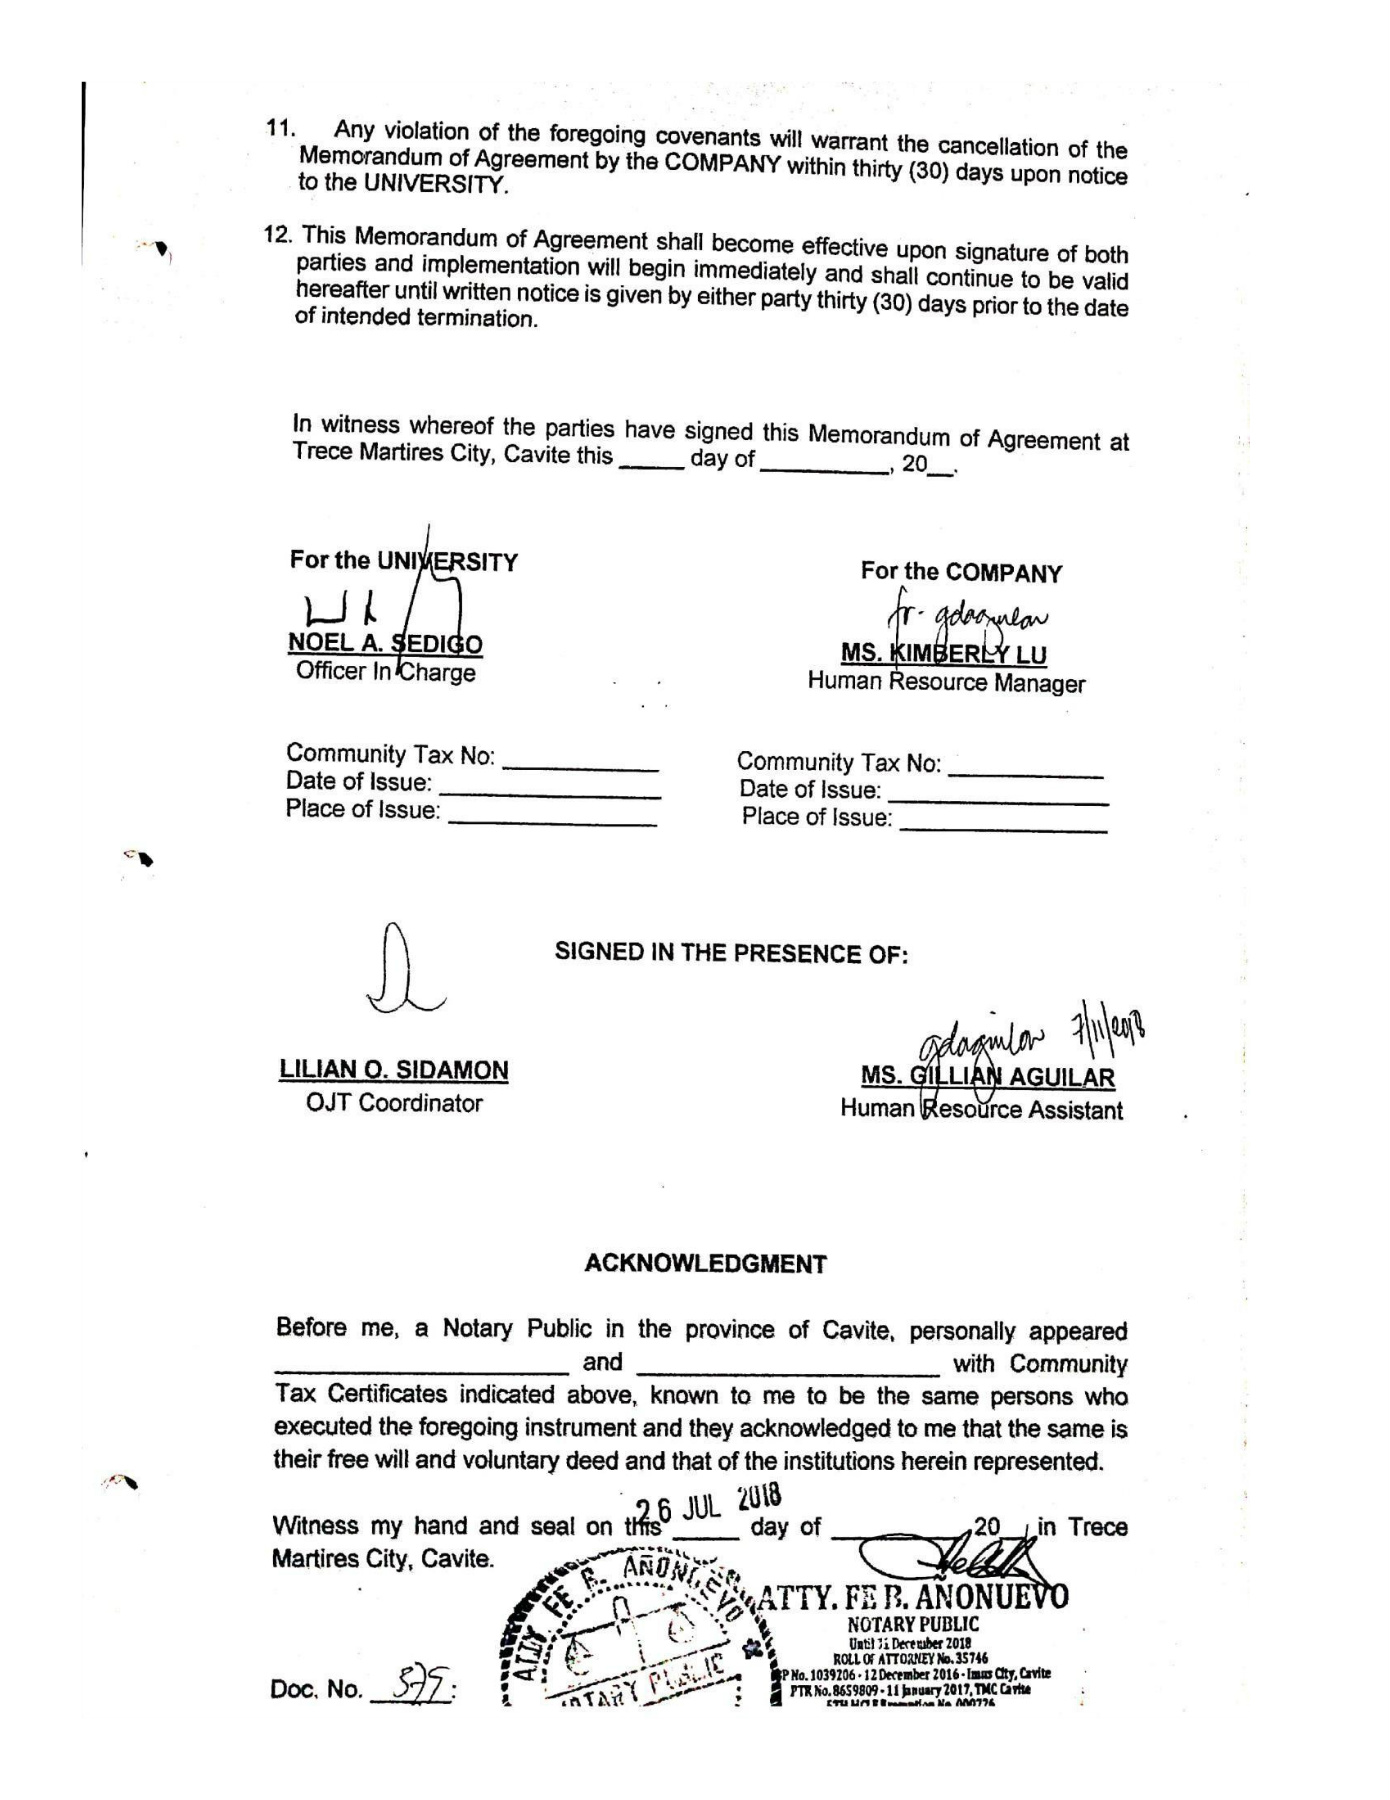 11. Any violation of the foregoing covenants will warrant the cancellation of the
Memorandum of Agreement by the COMPANY within thirty (30) days upon notice
to the UNIVERSITY.
12. This Memorandum of Agreement shall become effective upon signature of both
parties and implementation will begin immediately and shall continue to be valid
hereafter until written notice is given by either party thirty (30) days prior to the date
of intended termination.
In witness whereof the parties have signed this Memorandum of Agreement at
Trece Martires City, Cavite this _____ day of __________, 20__.
For the UNIVERSITY
For the COMPANY
fr- gdaguilar
NOEL A. SEDIGO
MS. KIMBERLY LU
Officer In Charge
Human Resource Manager
Community Tax No: ____________
Community Tax No: ____________
Date of Issue: _________________
Date of Issue: _________________
Place of Issue: ________________
Place of Issue: ________________
SIGNED IN THE PRESENCE OF:
gdaguilar 7/11/2018
LILIAN O. SIDAMON
MS. GILLIAN AGUILAR
OJT Coordinator
Human Resource Assistant
ACKNOWLEDGMENT
Before me, a Notary Public in the province of Cavite, personally appeared
______________________ and ______________________ with Community
Tax Certificates indicated above, known to me to be the same persons who
executed the foregoing instrument and they acknowledged to me that the same is
their free will and voluntary deed and that of the institutions herein represented.
26 JUL 2018
Witness my hand and seal on this _____ day of __________, 20__, in Trece
Martires City, Cavite.
ATTY. FE R. AÑONUEVO
NOTARY PUBLIC
ATTY. FE R. AÑONUEVO
NOTARY PUBLIC
Until December 2018
ROLL OF ATTORNEY No. 35746
P No. 1039206 - 12 December 2016 - Imus City, Cavite
PTR No. 8659809 - 11 January 2017, TMC Cavite
Doc. No. 375: